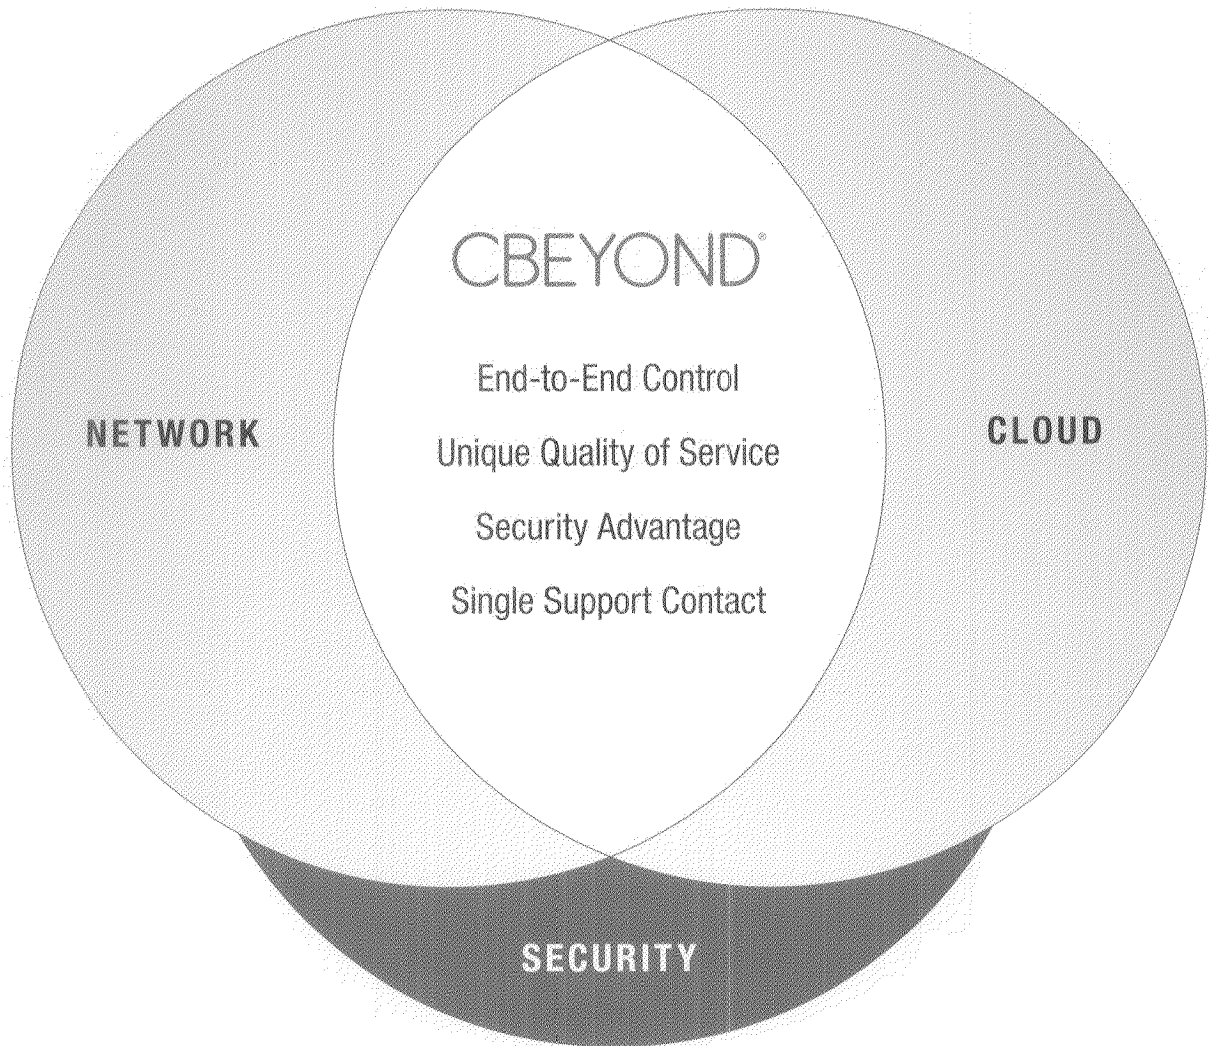 CBEYOND®
End-to-End Control
NETWORK
CLOUD
Unique Quality of Service
Security Advantage
Single Support Contact
SECURITY